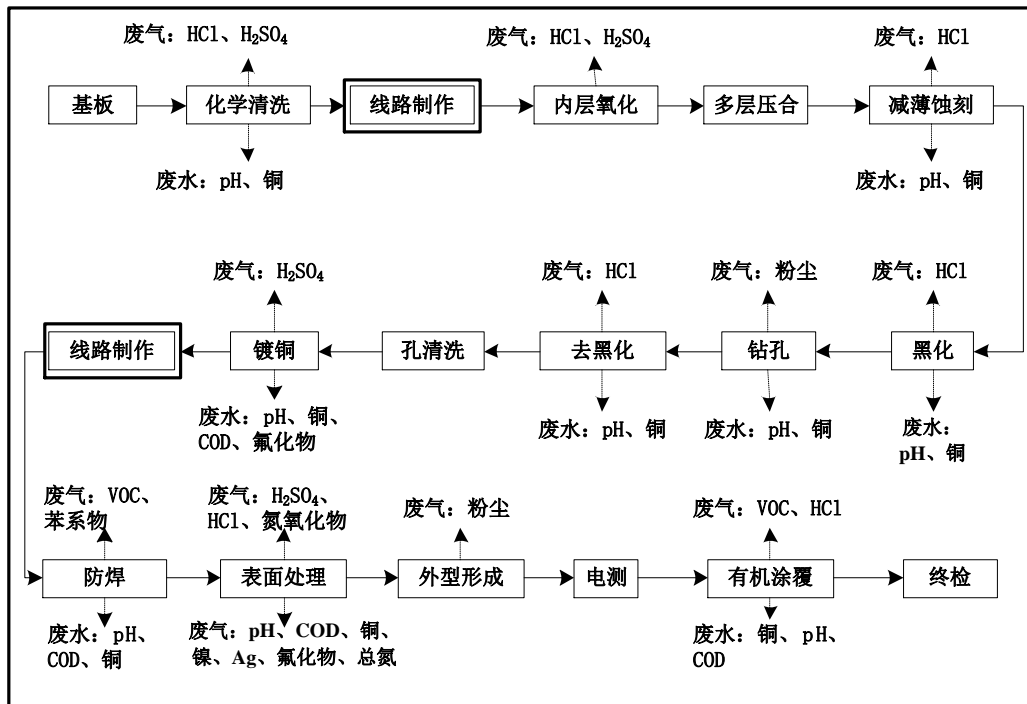 废气：HCl、H₂SO₄
废气：HCl、H₂SO₄
废气：HCl
基板
化学清洗
线路制作
内层氧化
多层压合
减薄蚀刻
废水：pH、铜
废水：pH、铜
废气：H₂SO₄
废气：HCl
废气：粉尘
废气：HCl
线路制作
镀铜
孔清洗
去黑化
钻孔
黑化
废水：pH、铜、
COD、氟化物
废水：pH、铜
废水：pH、铜
废水：
pH、铜
废气：VOC、
苯系物
废气：H₂SO₄、
HCl、氮氧化物
废气：粉尘
废气：VOC、HCl
防焊
表面处理
外型形成
电测
有机涂覆
终检
废水：pH、
COD、铜
废气：pH、COD、铜、
镍、Ag、氟化物、总氮
废水：铜、pH、
COD